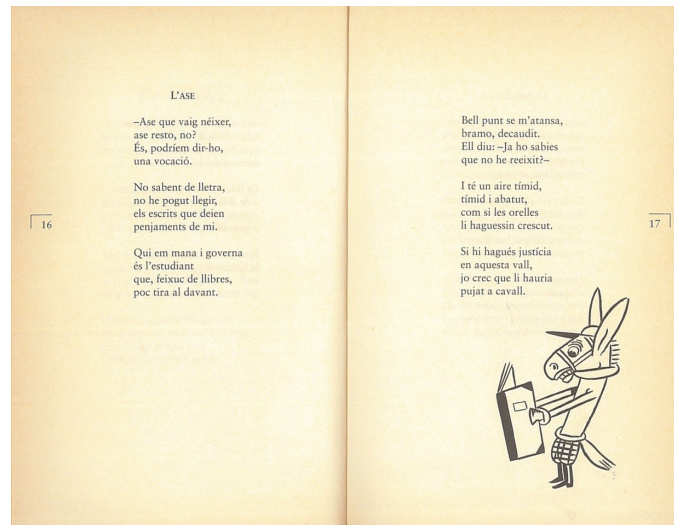 L'ASE
–Ase que vaig néixer,
ase resto, no?
És, podríem dir-ho,
una vocació.
No sabent de lletra,
no he pogut llegir,
els escrits que deien
penjaments de mi.
Qui em mana i governa
és l'estudiant
que, feixuc de llibres,
poc tira al davant.
16
Bell punt se m'atansa,
bramo, decaudit.
Ell diu: –Ja ho sabies
que no he reeixit?–
I té un aire tímid,
tímid i abatut,
com si les orelles
li haguessin crescut.
Si hi hagués justícia
en aquesta vall,
jo crec que li hauria
pujat a cavall.
17